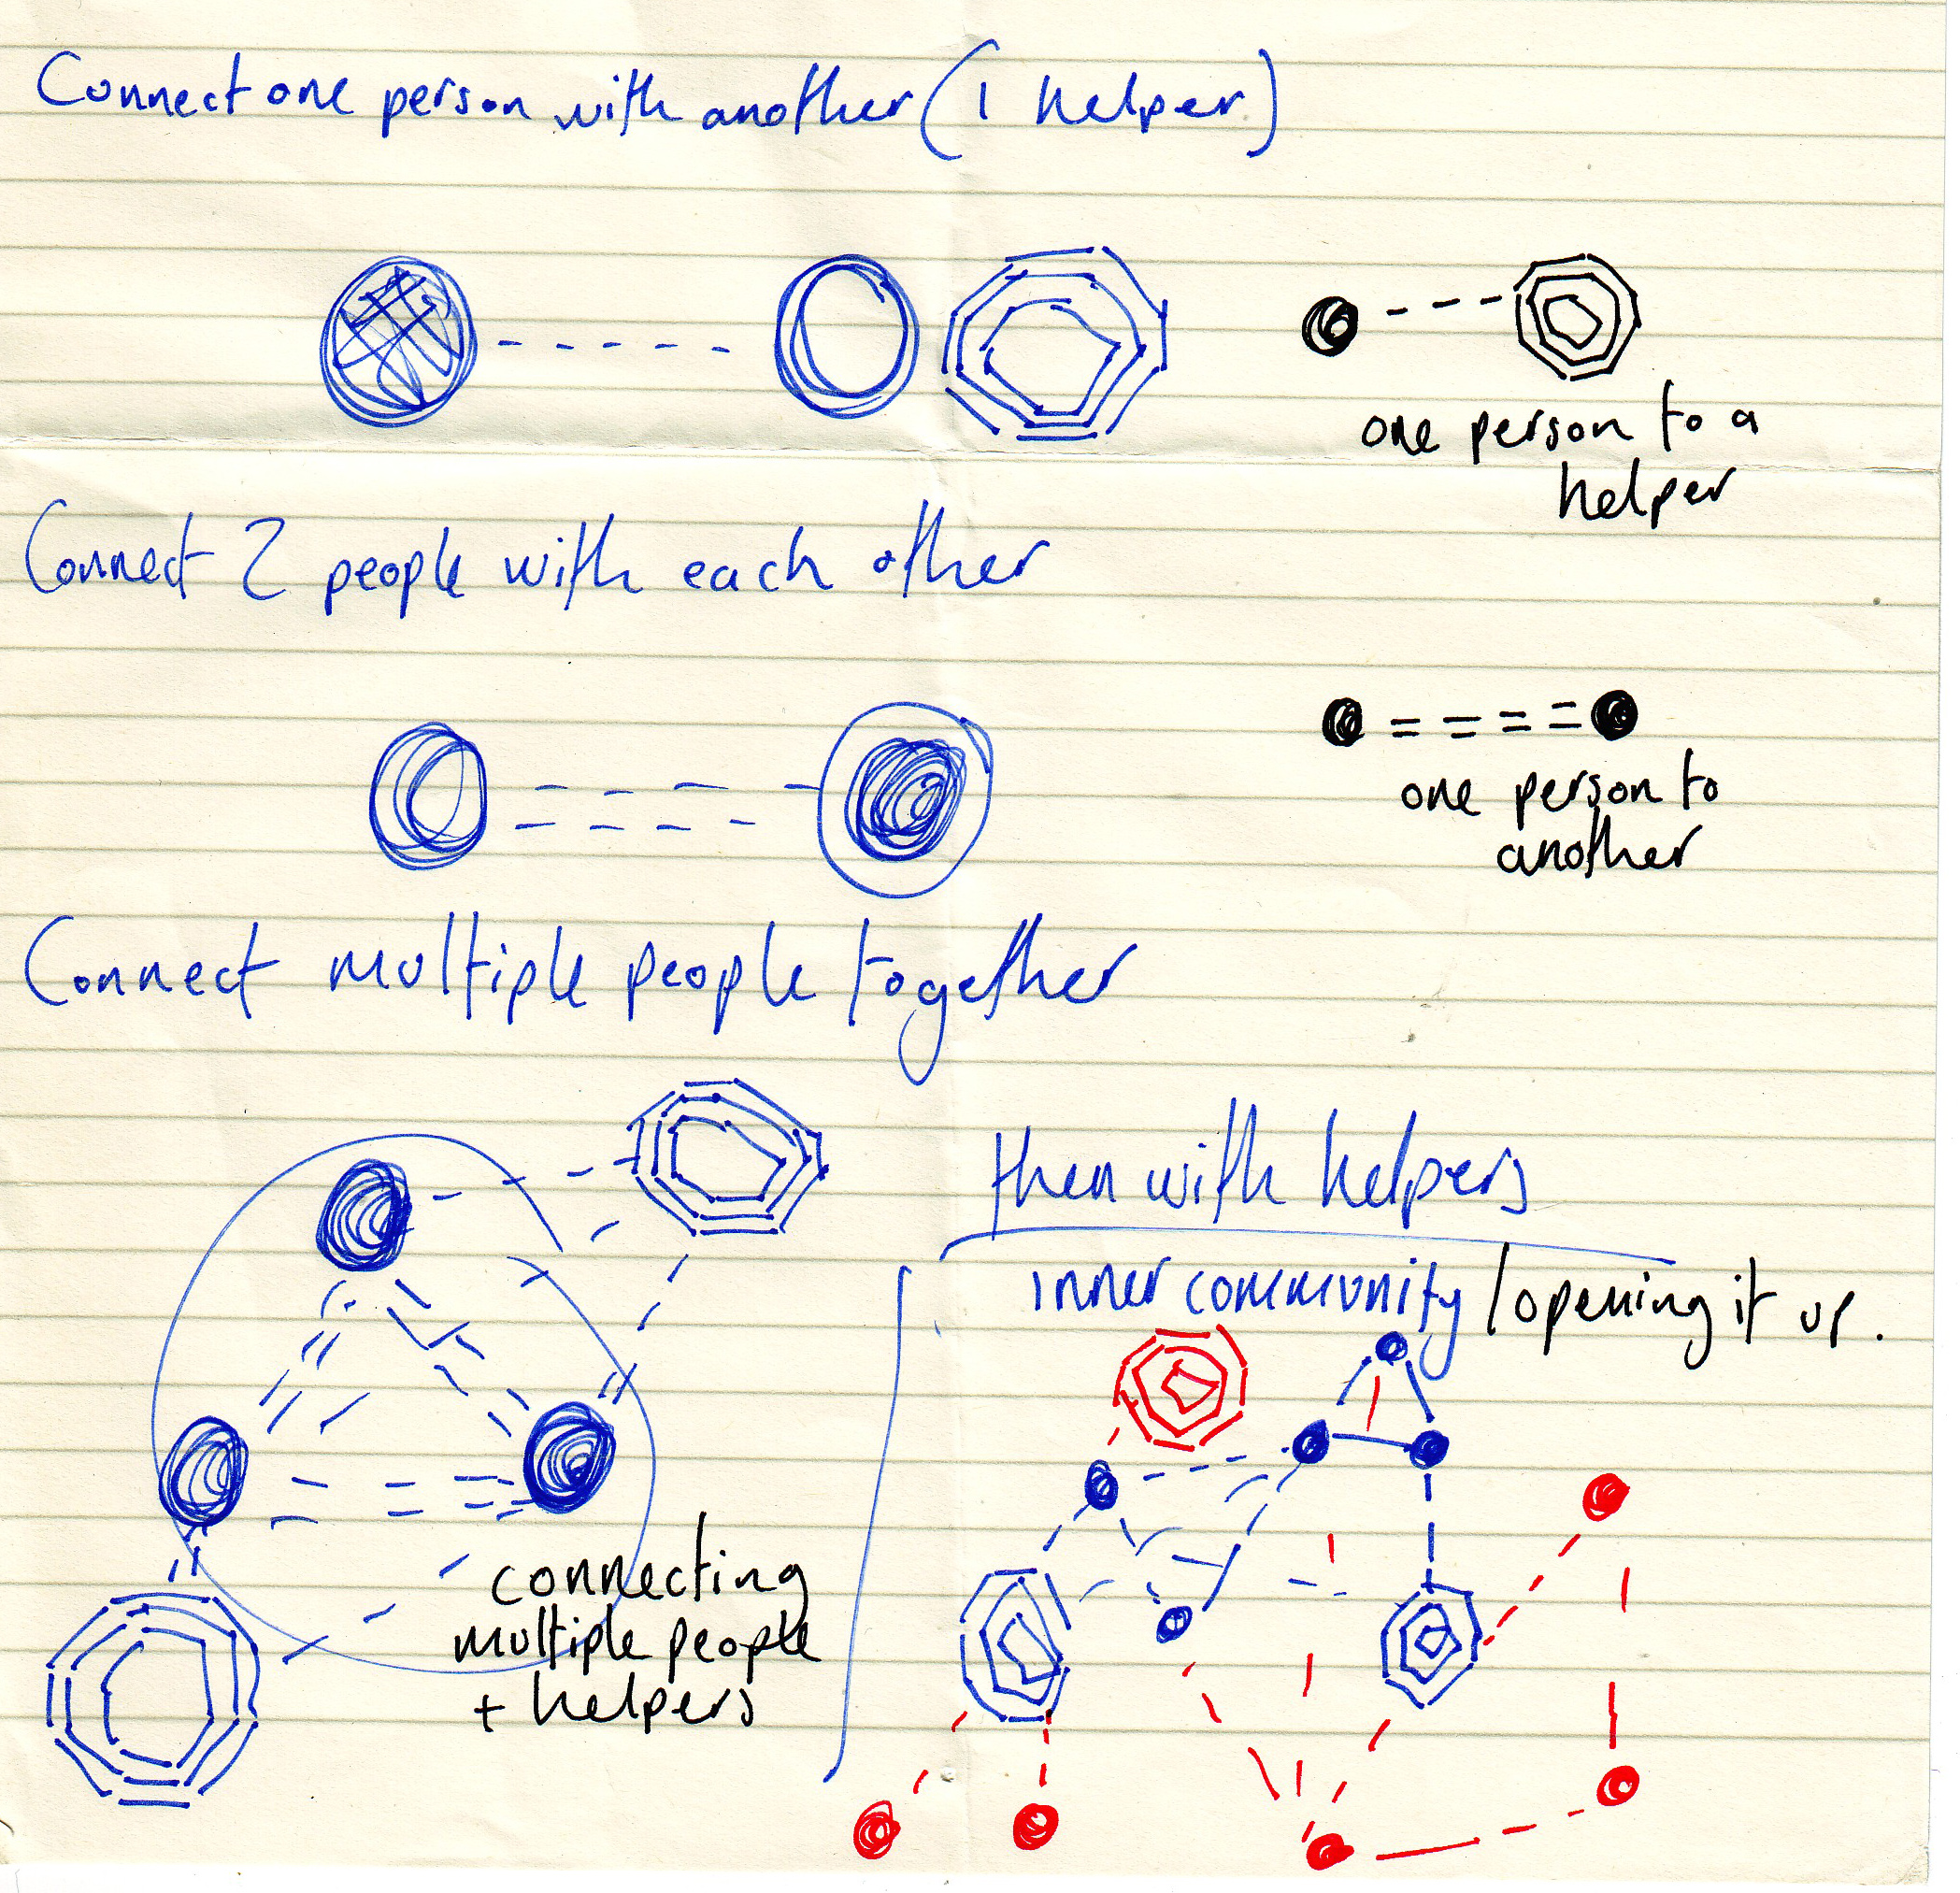 Connect one person with another (1 helper)
one person to a
helper
Connect 2 people with each other
one person to
another
Connect multiple people together
then with helpers
inner community / opening it up.
connecting
multiple people
+ helpers